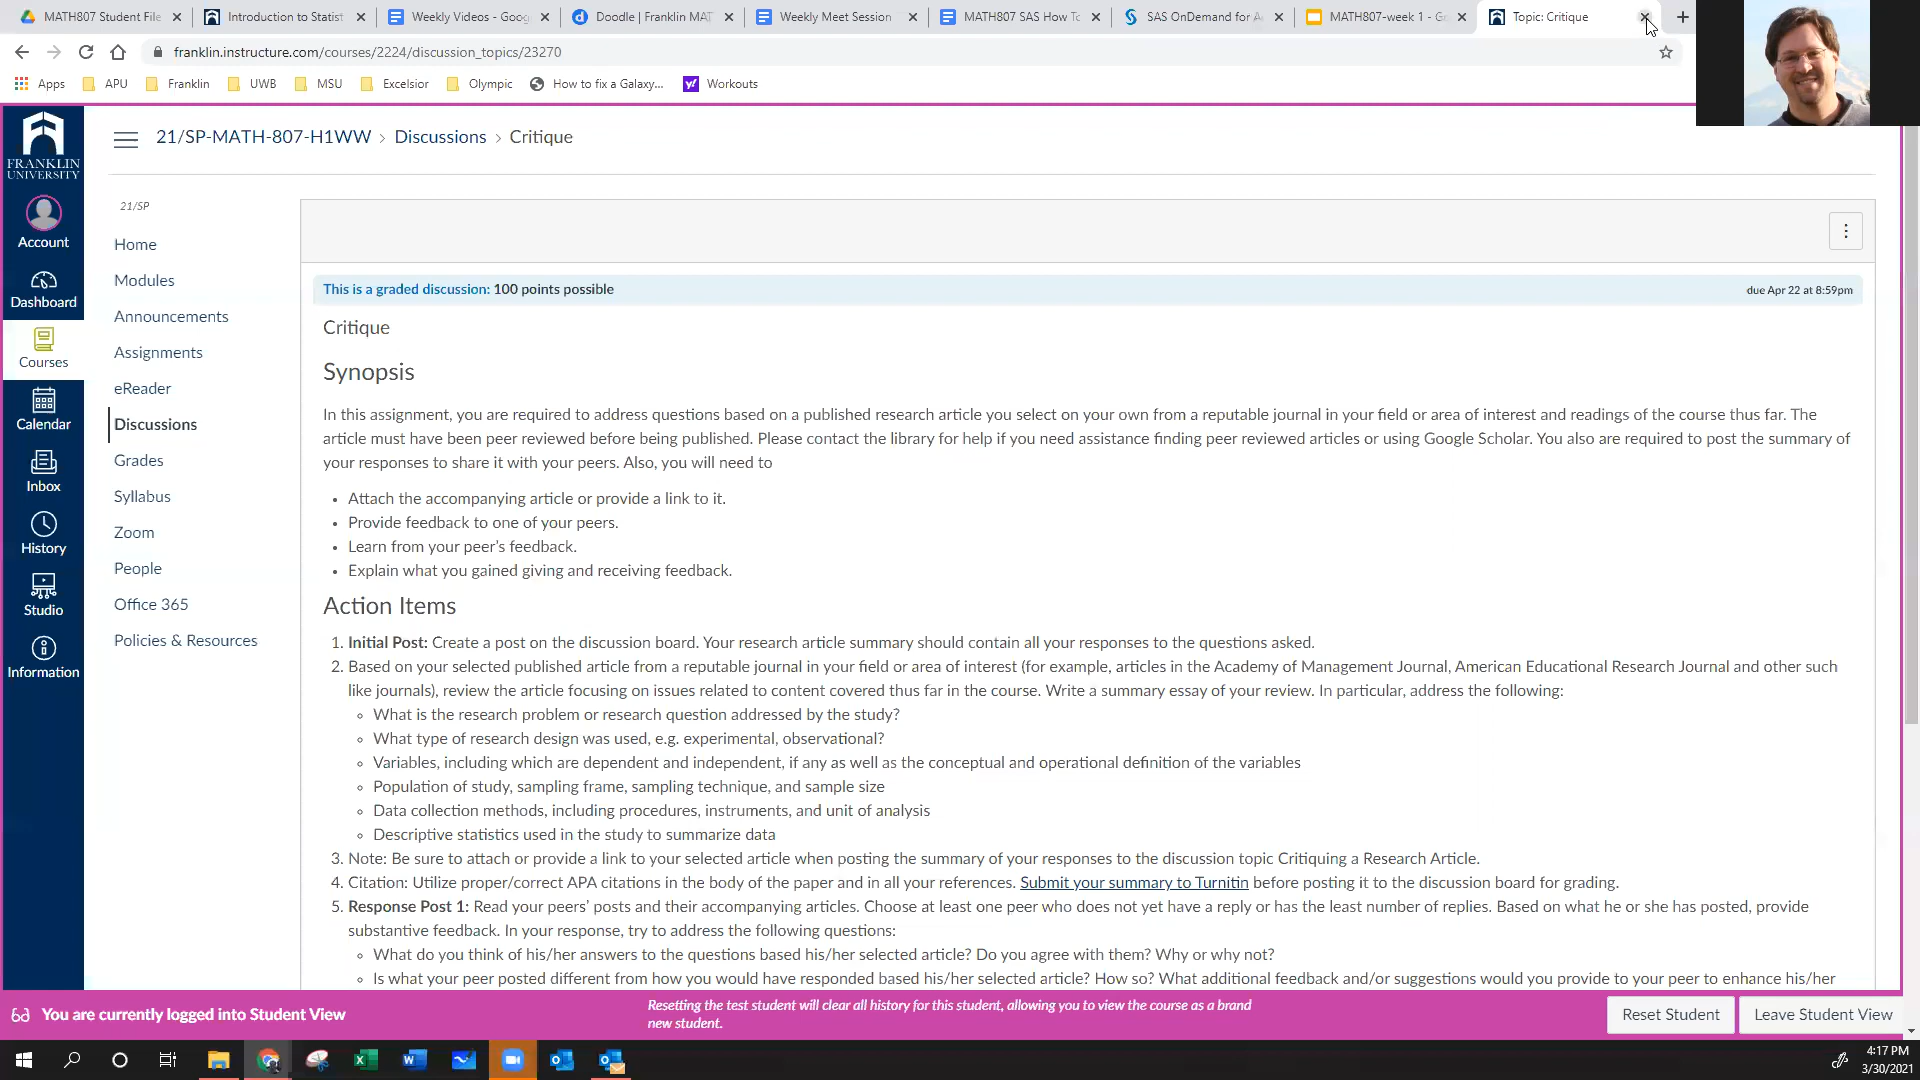 MATH807 Student File
Introduction to Statist
Weekly Videos - Goog
Doodle | Franklin MAT
Weekly Meet Session
MATH807 SAS How To
SAS OnDemand for A
MATH807-week 1 - Go
Topic: Critique
franklin.instructure.com/courses/2224/discussion_topics/23270
Apps
APU
Franklin
UWB
MSU
Excelsior
Olympic
How to fix a Galaxy...
Workouts
FRANKLIN
UNIVERSITY
Account
Dashboard
Courses
Calendar
Inbox
History
Studio
Information
21/SP-MATH-807-H1WW > Discussions > Critique
21/SP
Home
Modules
Announcements
Assignments
eReader
Discussions
Grades
Syllabus
Zoom
People
Office 365
Policies & Resources
This is a graded discussion: 100 points possible
due Apr 22 at 8:59pm
Critique
Synopsis
In this assignment, you are required to address questions based on a published research article you select on your own from a reputable journal in your field or area of interest and readings of the course thus far. The
article must have been peer reviewed before being published. Please contact the library for help if you need assistance finding peer reviewed articles or using Google Scholar. You also are required to post the summary of
your responses to share it with your peers. Also, you will need to
• Attach the accompanying article or provide a link to it.
• Provide feedback to one of your peers.
• Learn from your peer's feedback.
• Explain what you gained giving and receiving feedback.
Action Items
1. Initial Post: Create a post on the discussion board. Your research article summary should contain all your responses to the questions asked.
2. Based on your selected published article from a reputable journal in your field or area of interest (for example, articles in the Academy of Management Journal, American Educational Research Journal and other such
like journals), review the article focusing on issues related to content covered thus far in the course. Write a summary essay of your review. In particular, address the following:
◦ What is the research problem or research question addressed by the study?
◦ What type of research design was used, e.g. experimental, observational?
◦ Variables, including which are dependent and independent, if any as well as the conceptual and operational definition of the variables
◦ Population of study, sampling frame, sampling technique, and sample size
◦ Data collection methods, including procedures, instruments, and unit of analysis
◦ Descriptive statistics used in the study to summarize data
3. Note: Be sure to attach or provide a link to your selected article when posting the summary of your responses to the discussion topic Critiquing a Research Article.
4. Citation: Utilize proper/correct APA citations in the body of the paper and in all your references. Submit your summary to Turnitin before posting it to the discussion board for grading.
5. Response Post 1: Read your peers' posts and their accompanying articles. Choose at least one peer who does not yet have a reply or has the least number of replies. Based on what he or she has posted, provide
substantive feedback. In your response, try to address the following questions:
◦ What do you think of his/her answers to the questions based his/her selected article? Do you agree with them? Why or why not?
◦ Is what your peer posted different from how you would have responded based his/her selected article? How so? What additional feedback and/or suggestions would you provide to your peer to enhance his/her
You are currently logged into Student View
Resetting the test student will clear all history for this student, allowing you to view the course as a brand
new student.
Reset Student
Leave Student View
4:17 PM
3/30/2021